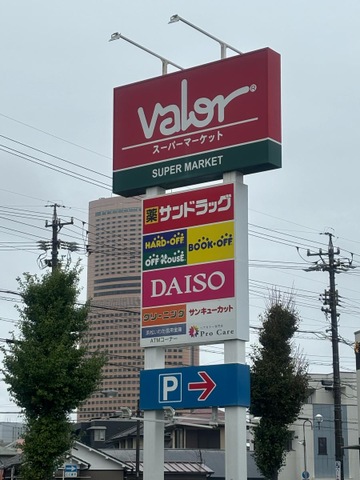 Valor®
スーパーマーケット
SUPER MARKET
薬 サンドラッグ
HARD·OFF
OFF HOUSE
BOOK·OFF
DAISO
クリーニング
サンキューカット
ATMコーナー
Pro Care
P
P